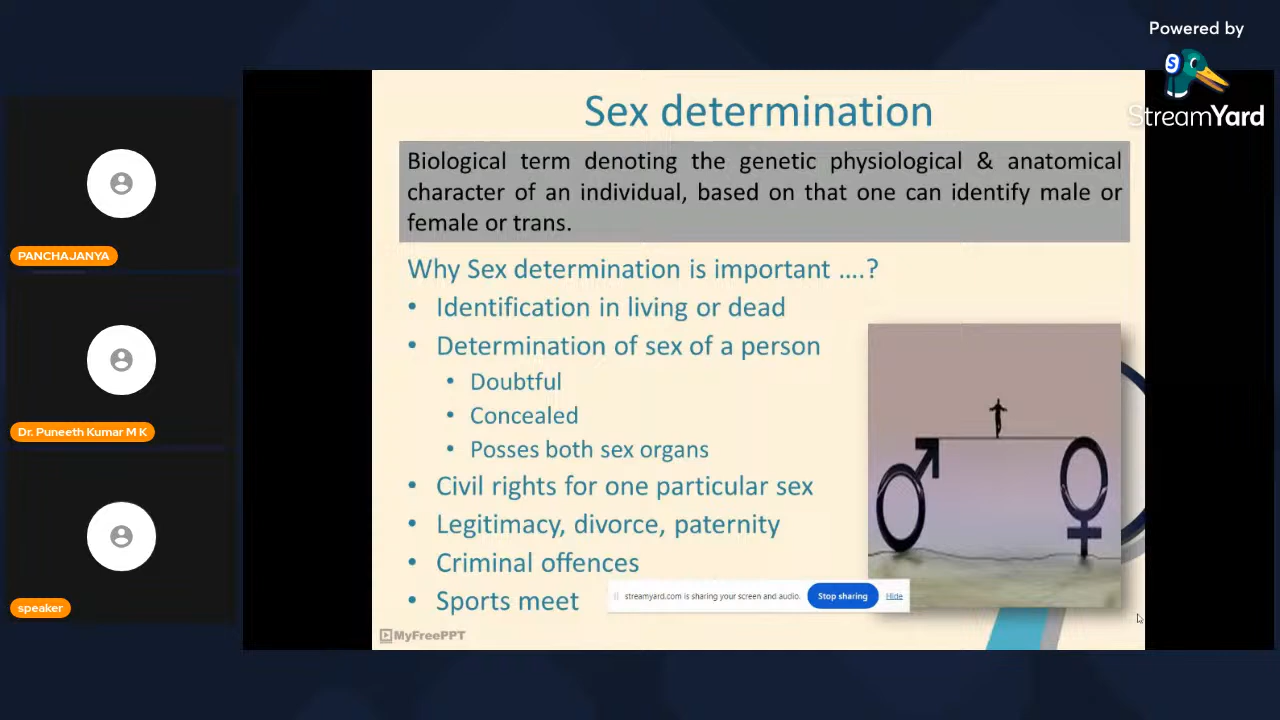 Powered by
StreamYard
PANCHAJANYA
Dr. Puneeth Kumar M K
speaker
Sex determination
Biological term denoting the genetic physiological & anatomical
character of an individual, based on that one can identify male or
female or trans.
Why Sex determination is important ....?
• Identification in living or dead
• Determination of sex of a person
• Doubtful
• Concealed
• Posses both sex organs
• Civil rights for one particular sex
• Legitimacy, divorce, paternity
• Criminal offences
• Sports meet
streamyard.com is sharing your screen and audio. Stop sharing Hide
MyFreePPT